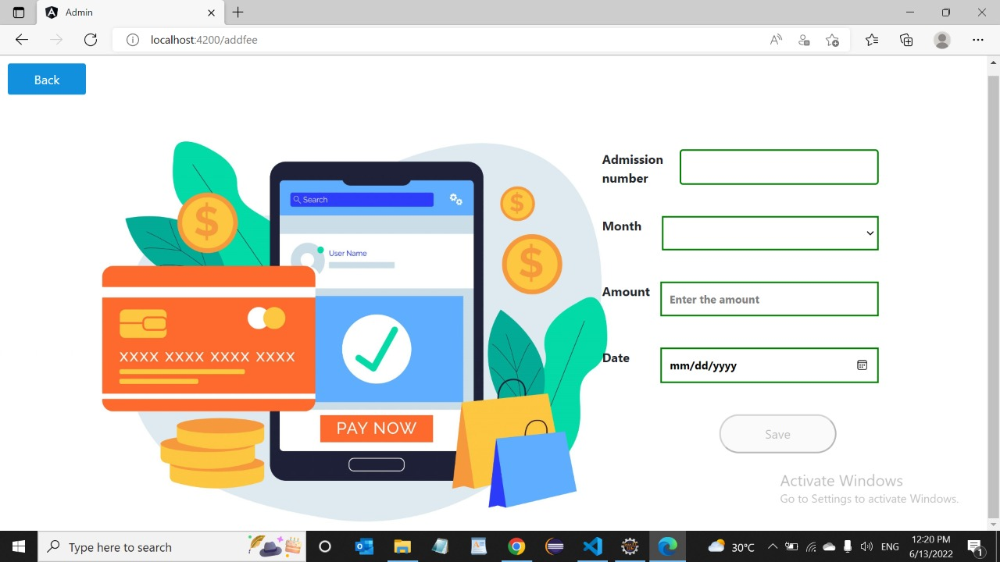 Admin
localhost:4200/addfee
Back
Admission
number
Month
Amount
Enter the amount
Date
mm/dd/yyyy
Save
Search
User Name
XXXX XXXX XXXX XXXX
PAY NOW
Activate Windows
Go to Settings to activate Windows.
Type here to search
30°C
ENG
12:20 PM
6/13/2022
1